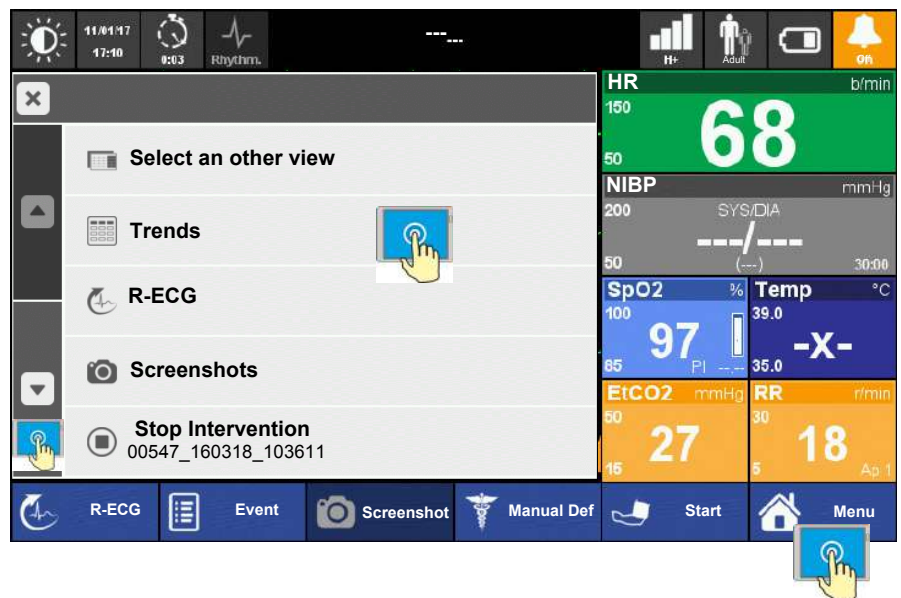 11/01/17
17:10
0:03
Rhythm.
---
---
H+
Adult
Off
HR b/min
150
68
50
NIBP mmHg
200 SYS/DIA
---/---
50 (---) 30:00
SpO2 % Temp °C
100 39.0
97 -X-
85 PI --.-- 35.0
EtCO2 mmHg RR r/min
50 30
27 18
15 5 Ap 1
Select an other view
Trends
R-ECG
Screenshots
Stop Intervention
00547_160318_103611
R-ECG Event Screenshot Manual Def Start Menu